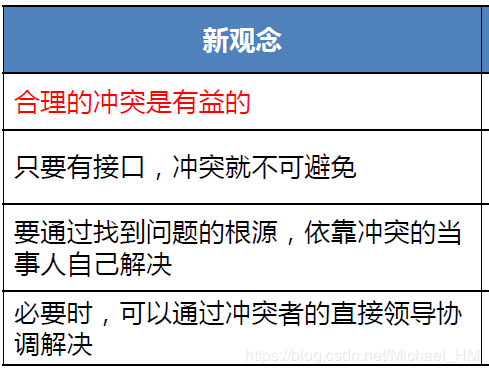 新观念
合理的冲突是有益的
只要有接口，冲突就不可避免
要通过找到问题的根源，依靠冲突的当
事人自己解决
必要时，可以通过冲突者的直接领导协
调解决
https://blog.csdn.net/Michael_HM